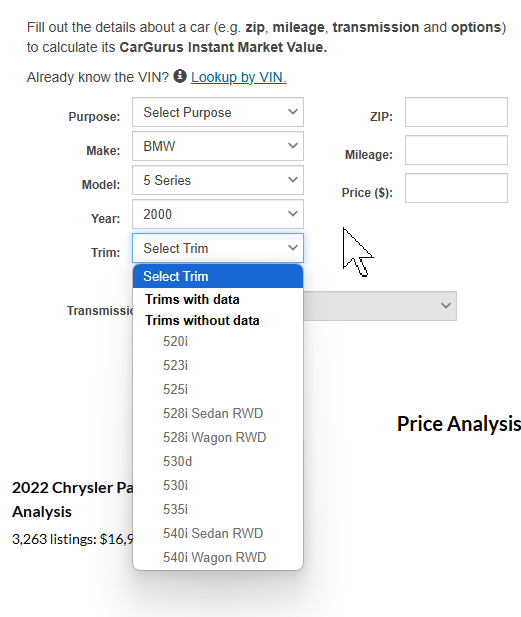 Fill out the details about a car (e.g. zip, mileage, transmission and options)
to calculate its CarGurus Instant Market Value.
Already know the VIN? Lookup by VIN.
Purpose: Select Purpose
ZIP:
Make: BMW
Mileage:
Model: 5 Series
Price ($):
Year: 2000
Trim: Select Trim
Select Trim
Trims with data
Transmissi
Trims without data
520i
523i
525i
528i Sedan RWD
528i Wagon RWD
530d
530i
535i
540i Sedan RWD
540i Wagon RWD
Price Analysis
2022 Chrysler Pa
Analysis
3,263 listings: $16,9